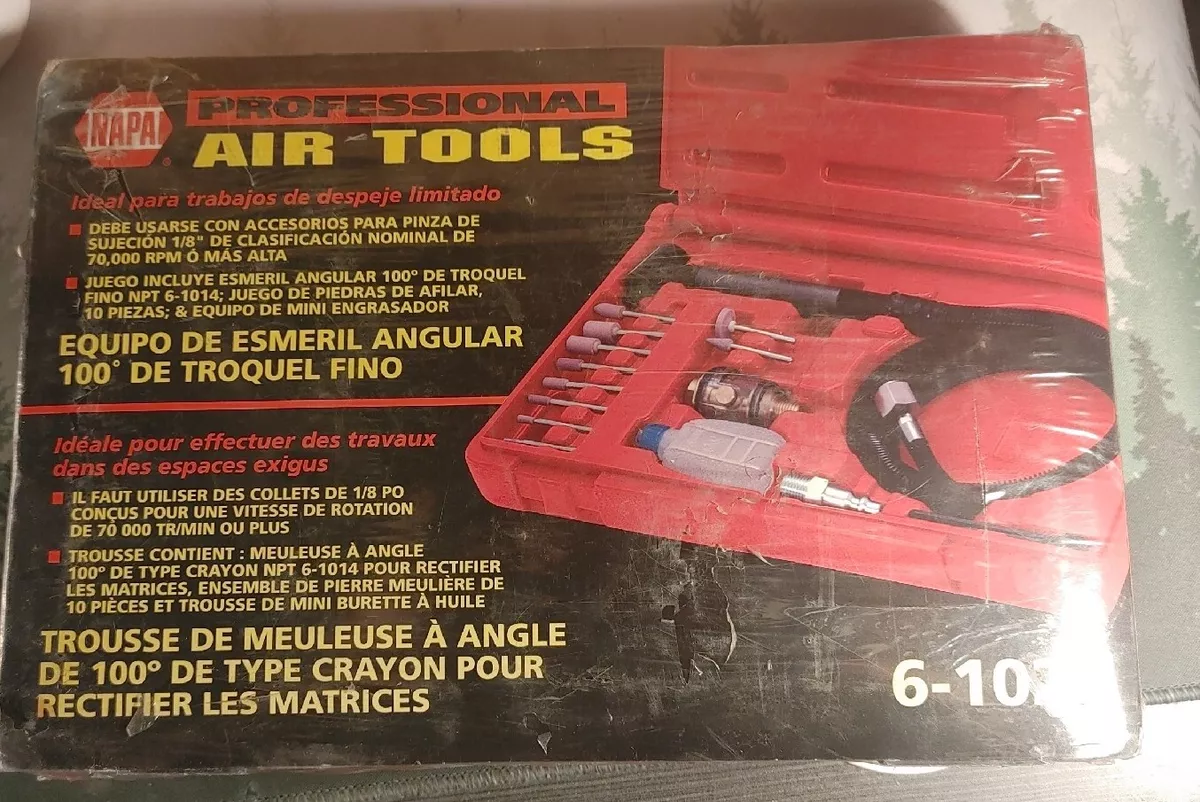 NAPA
PROFESSIONAL
AIR TOOLS
Ideal para trabajos de despeje limitado
DEBE USARSE CON ACCESORIOS PARA PINZA DE
SUJECIÓN 1/8" DE CLASIFICACIÓN NOMINAL DE
70,000 RPM Ó MÁS ALTA
JUEGO INCLUYE ESMERIL ANGULAR 100º DE TROQUEL
FINO NPT 6-1014; JUEGO DE PIEDRAS DE AFILAR,
10 PIEZAS; & EQUIPO DE MINI ENGRASADOR
EQUIPO DE ESMERIL ANGULAR
100° DE TROQUEL FINO
Idéale pour effectuer des travaux
dans des espaces exigus
IL FAUT UTILISER DES COLLETS DE 1/8 PO
CONÇUS POUR UNE VITESSE DE ROTATION
DE 70 000 TR/MIN OU PLUS
TROUSSE CONTIENT : MEULEUSE À ANGLE
100º DE TYPE CRAYON NPT 6-1014 POUR RECTIFIER
LES MATRICES, ENSEMBLE DE PIERRE MEULIÈRE DE
10 PIÈCES ET TROUSSE DE MINI BURETTE À HUILE
TROUSSE DE MEULEUSE À ANGLE
DE 100º DE TYPE CRAYON POUR
RECTIFIER LES MATRICES